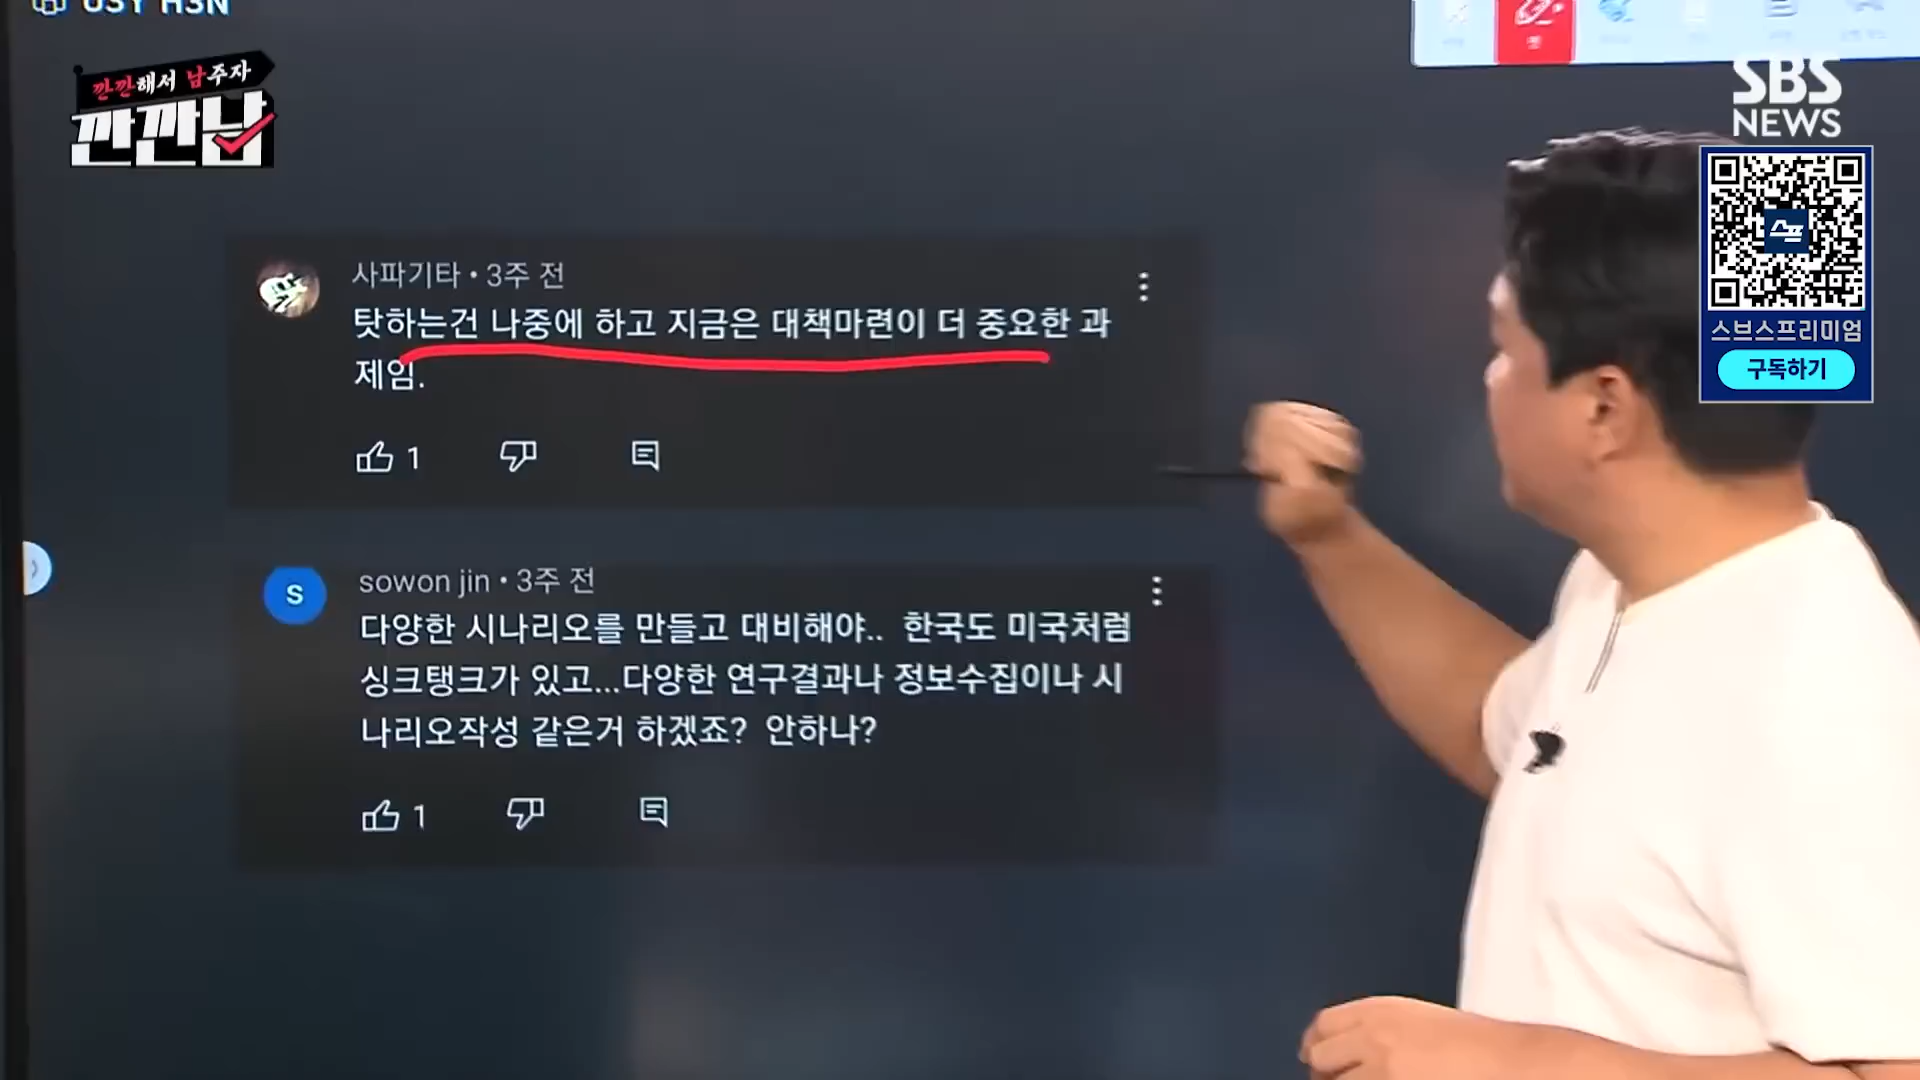 깐깐해서 남주자
깐깐남
SBS
NEWS
스프
스브스프리미엄
구독하기
사파기타 • 3주 전
탓하는건 나중에 하고 지금은 대책마련이 더 중요한 과
제임.
1
S
sowon jin • 3주 전
다양한 시나리오를 만들고 대비해야.. 한국도 미국처럼
싱크탱크가 있고...다양한 연구결과나 정보수집이나 시
나리오작성 같은거 하겠죠? 안하나?
1